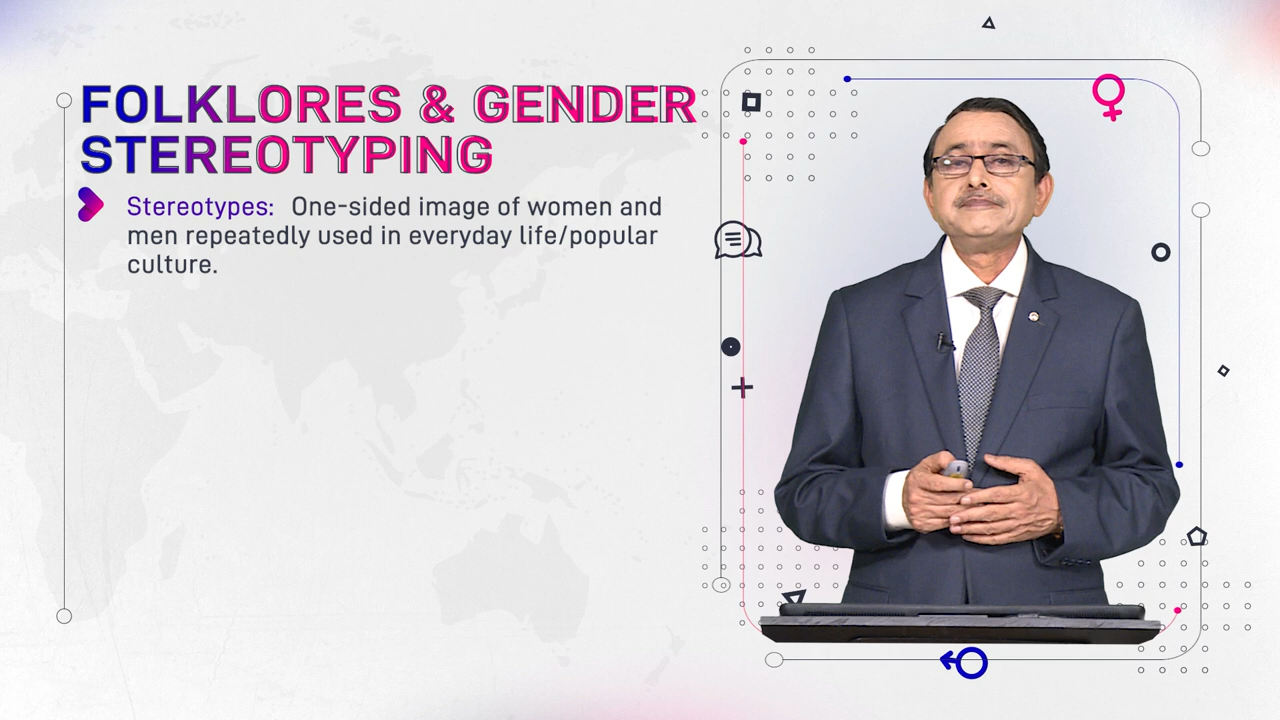 FOLKLORES & GENDER
STEREOTYPING
Stereotypes: One-sided image of women and
men repeatedly used in everyday life/popular
culture.